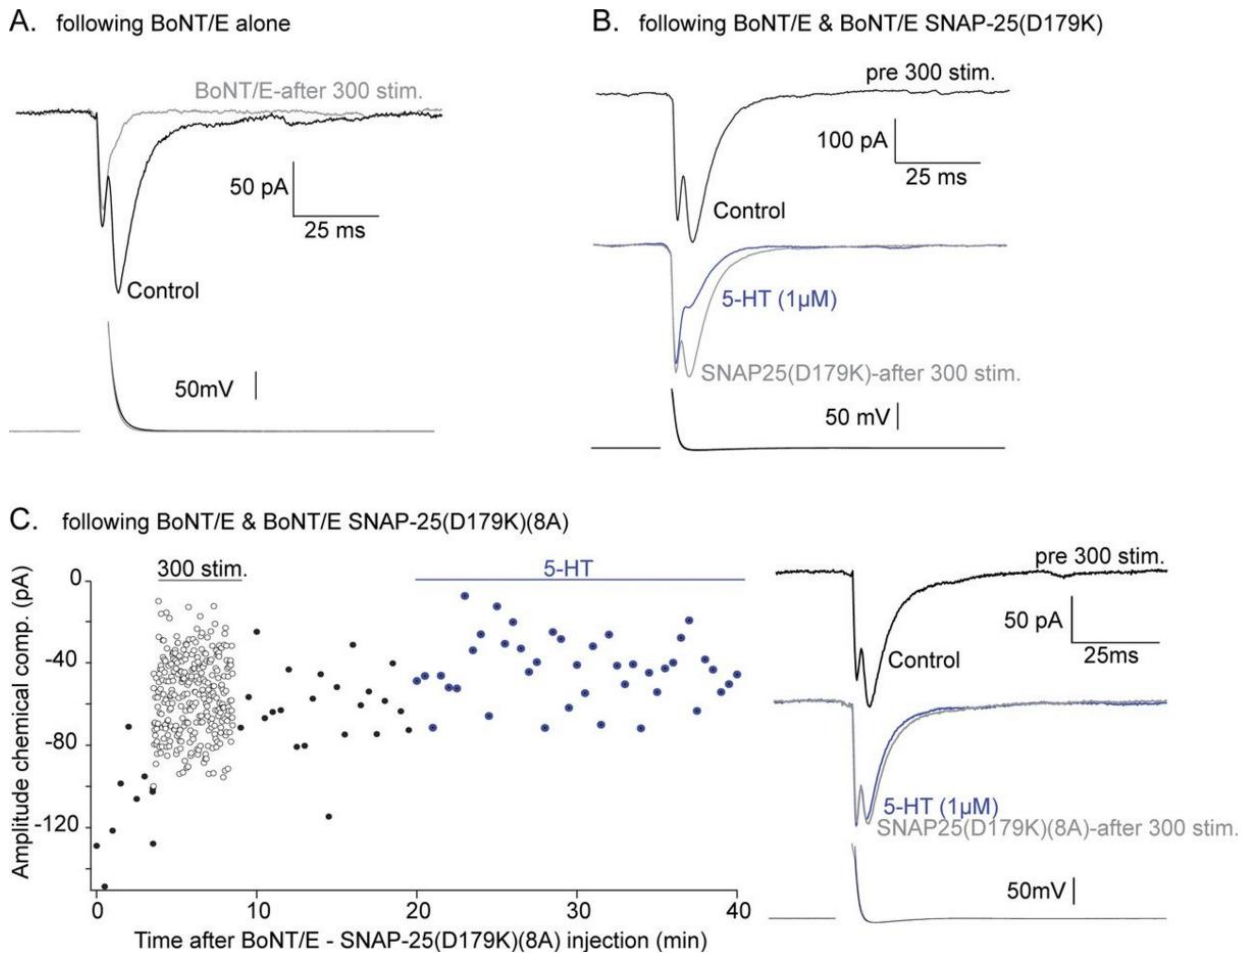 A. following BoNT/E alone
BoNT/E-after 300 stim.
50 pA
25 ms
Control
50mV
B. following BoNT/E & BoNT/E SNAP-25(D179K)
pre 300 stim.
100 pA
25 ms
Control
5-HT (1µM)
SNAP25(D179K)-after 300 stim.
50 mV
C. following BoNT/E & BoNT/E SNAP-25(D179K)(8A)
300 stim.
5-HT
Amplitude chemical comp. (pA)
0
-40
-80
-120
0 10 20 30 40
Time after BoNT/E - SNAP-25(D179K)(8A) injection (min)
pre 300 stim.
50 pA
25ms
Control
5-HT (1µM)
SNAP25(D179K)(8A)-after 300 stim.
50mV